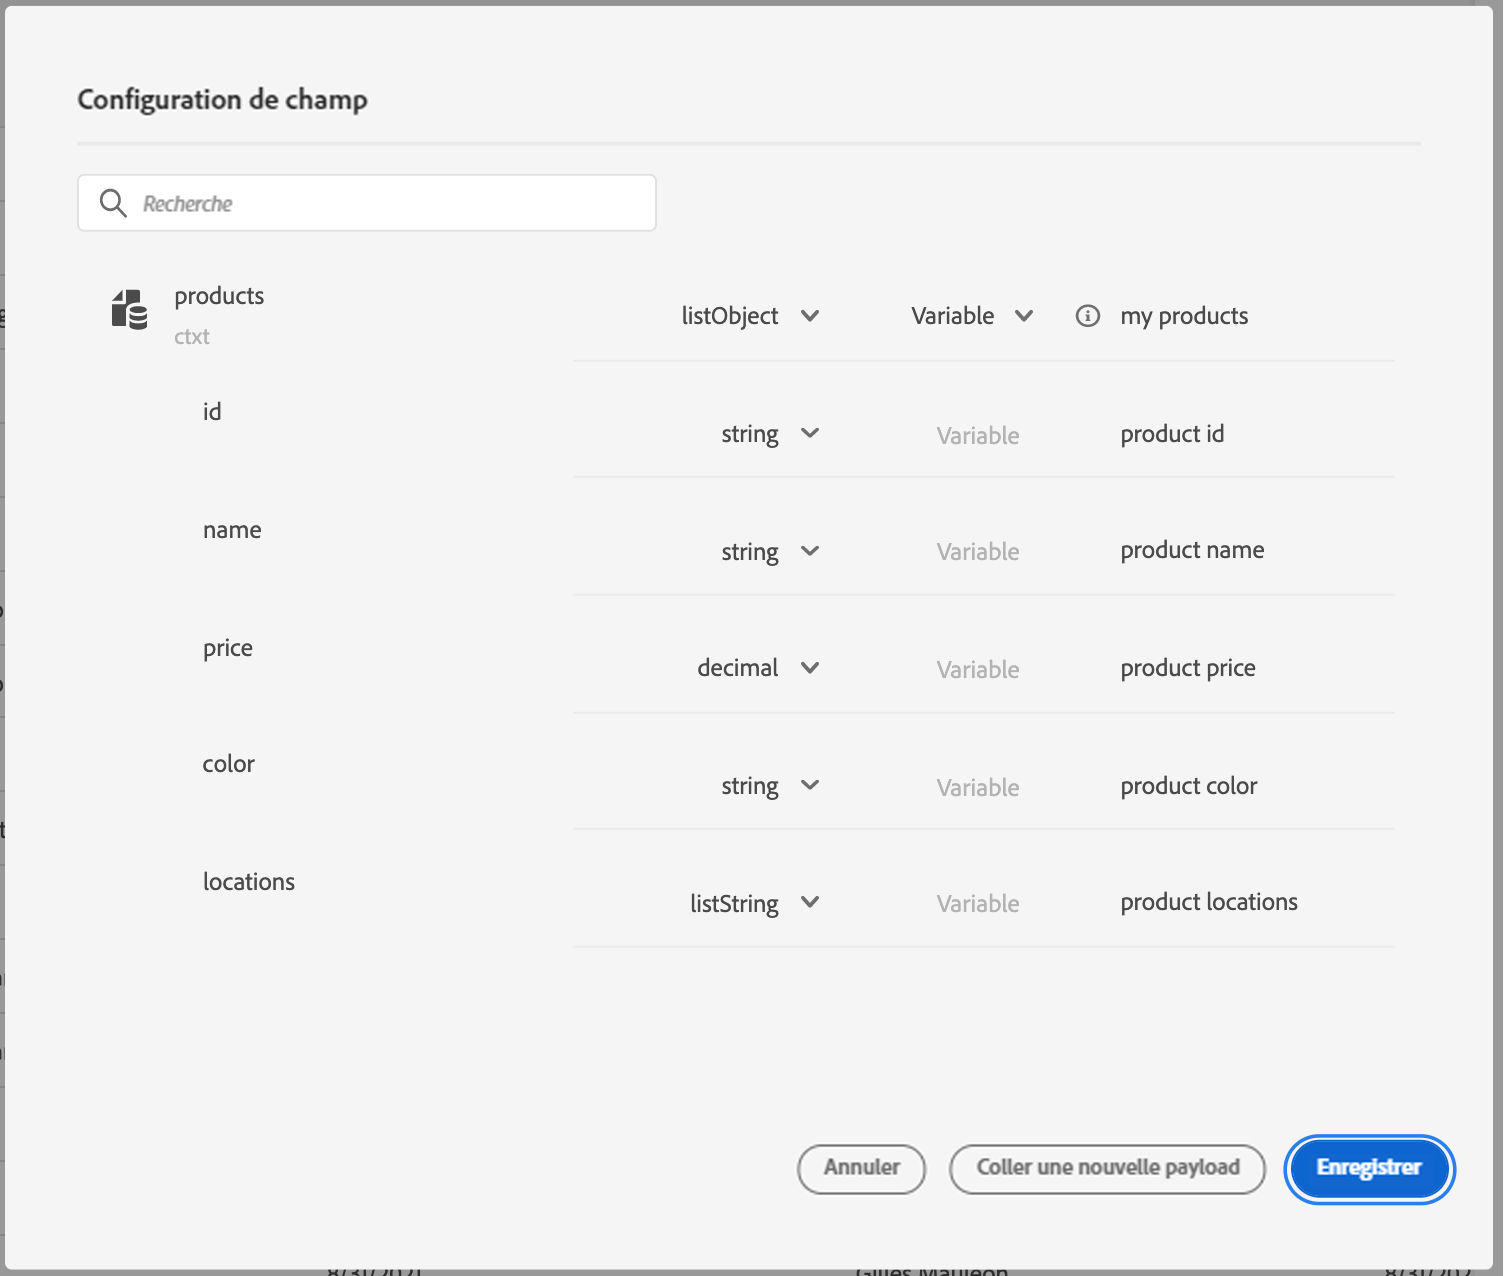 Configuration de champ
Recherche
products
ctxt
listObject
Variable
my products
id
string
Variable
product id
name
string
Variable
product name
price
decimal
Variable
product price
color
string
Variable
product color
locations
listString
Variable
product locations
Annuler
Coller une nouvelle payload
Enregistrer